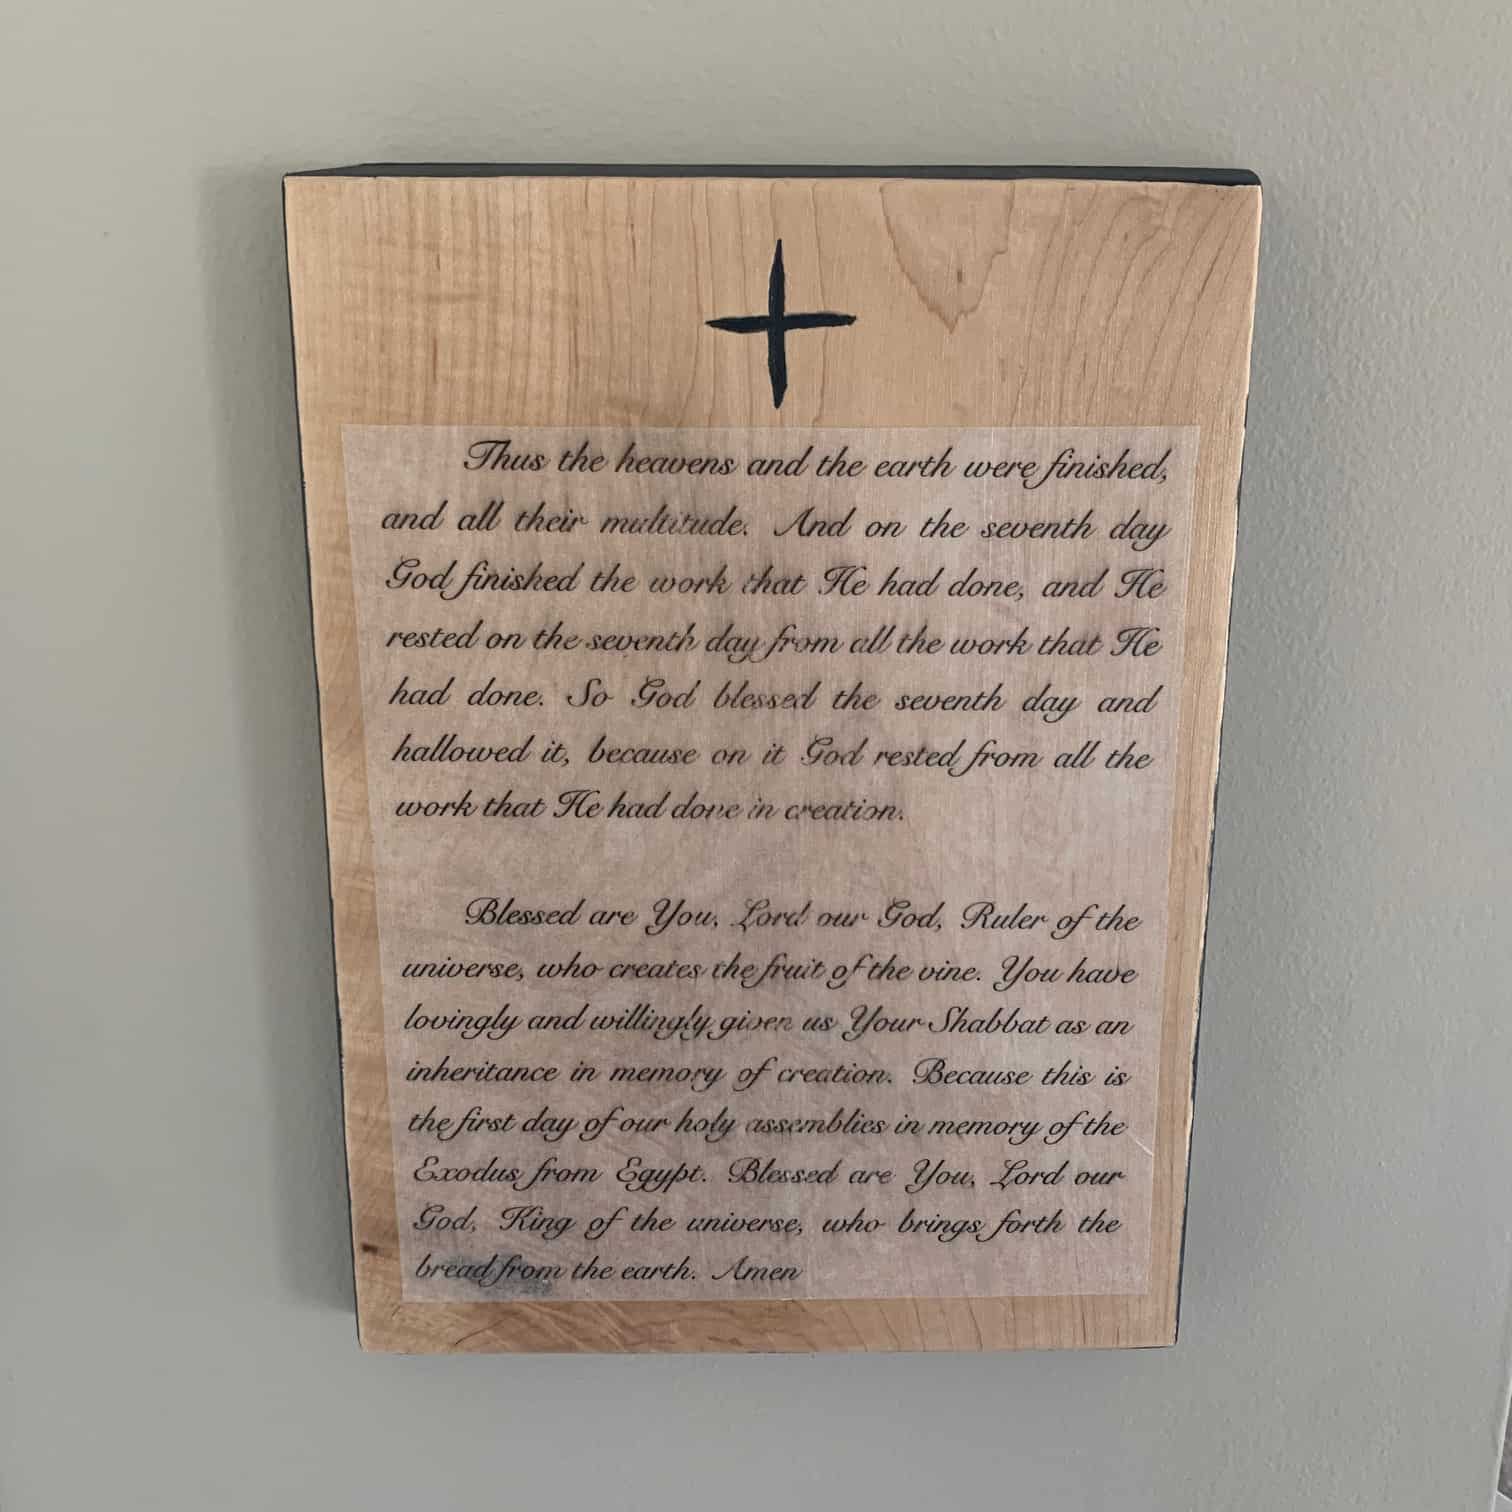 Thus the heavens and the earth were finished,
and all their multitude. And on the seventh day
God finished the work that He had done, and He
rested on the seventh day from all the work that He
had done. So God blessed the seventh day and
hallowed it, because on it God rested from all the
work that He had done in creation.
Blessed are You, Lord our God, Ruler of the
universe, who creates the fruit of the vine. You have
lovingly and willingly given us Your Shabbat as an
inheritance in memory of creation. Because this is
the first day of our holy assemblies in memory of the
Exodus from Egypt. Blessed are You, Lord our
God, King of the universe, who brings forth the
bread from the earth. Amen